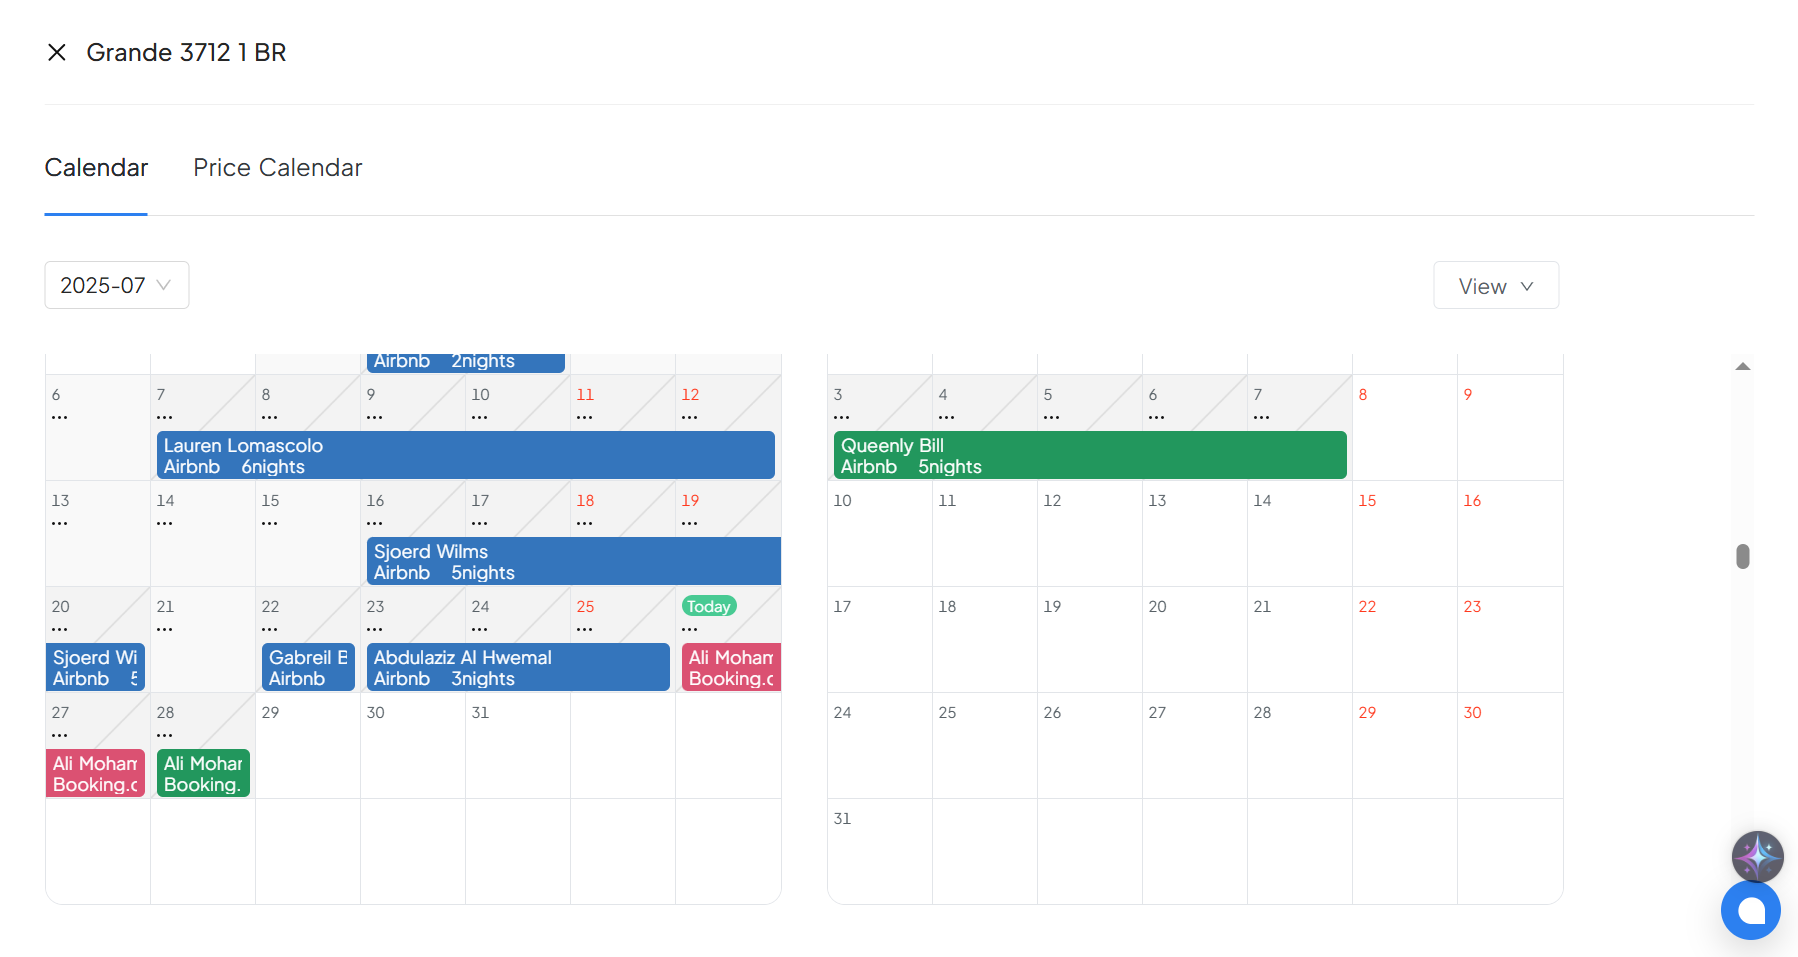 Grande 3712 1 BR
Calendar Price Calendar
2025-07 View
Airbnb 2nights
6 7 8 9 10 11 12
... ... ... ... ... ... ...
Lauren Lomascolo
Airbnb 6nights
13 14 15 16 17 18 19
... ... ... ... ... ... ...
Sjoerd Wilms
Airbnb 5nights
20 21 22 23 24 25 Today
... ... ... ... ... ... ...
Sjoerd Wi Gabreil B Abdulaziz Al Hwemal Ali Moham
Airbnb 5 Airbnb Airbnb 3nights Booking.c
27 28 29 30 31
... ...
Ali Moham Ali Mohar
Booking.c Booking.
3 4 5 6 7 8 9
... ... ... ... ...
Queenly Bill
Airbnb 5nights
10 11 12 13 14 15 16
17 18 19 20 21 22 23
24 25 26 27 28 29 30
31